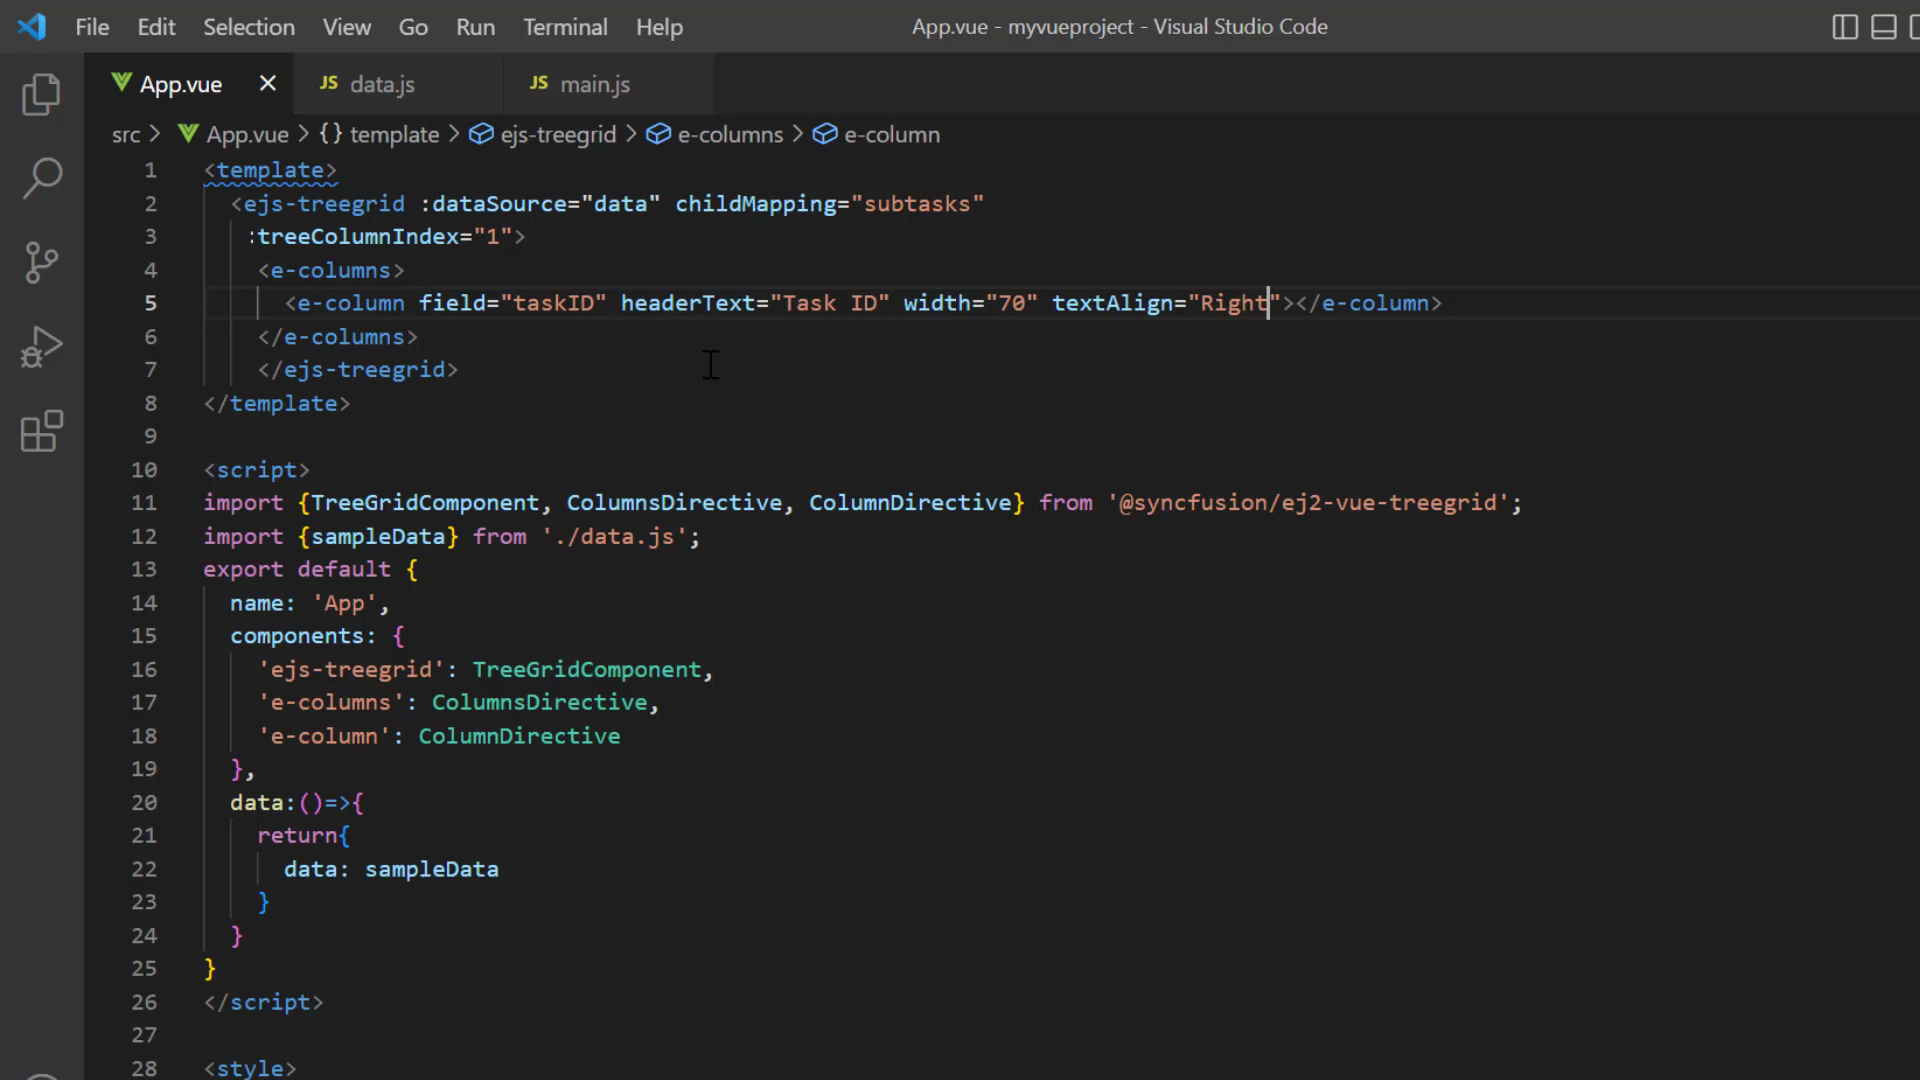 File Edit Selection View Go Run Terminal Help App.vue - myvueproject - Visual Studio Code
App.vue JS data.js JS main.js
src > App.vue > {} template > ejs-treegrid > e-columns > e-column
1 <template>
2 <ejs-treegrid :dataSource="data" childMapping="subtasks"
3 :treeColumnIndex="1">
4 <e-columns>
5 <e-column field="taskID" headerText="Task ID" width="70" textAlign="Right"></e-column>
6 </e-columns>
7 </ejs-treegrid>
8 </template>
9
10 <script>
11 import {TreeGridComponent, ColumnsDirective, ColumnDirective} from '@syncfusion/ej2-vue-treegrid';
12 import {sampleData} from './data.js';
13 export default {
14 name: 'App',
15 components: {
16 'ejs-treegrid': TreeGridComponent,
17 'e-columns': ColumnsDirective,
18 'e-column': ColumnDirective
19 },
20 data:()=>{
21 return{
22 data: sampleData
23 }
24 }
25 }
26 </script>
27
28 <style>